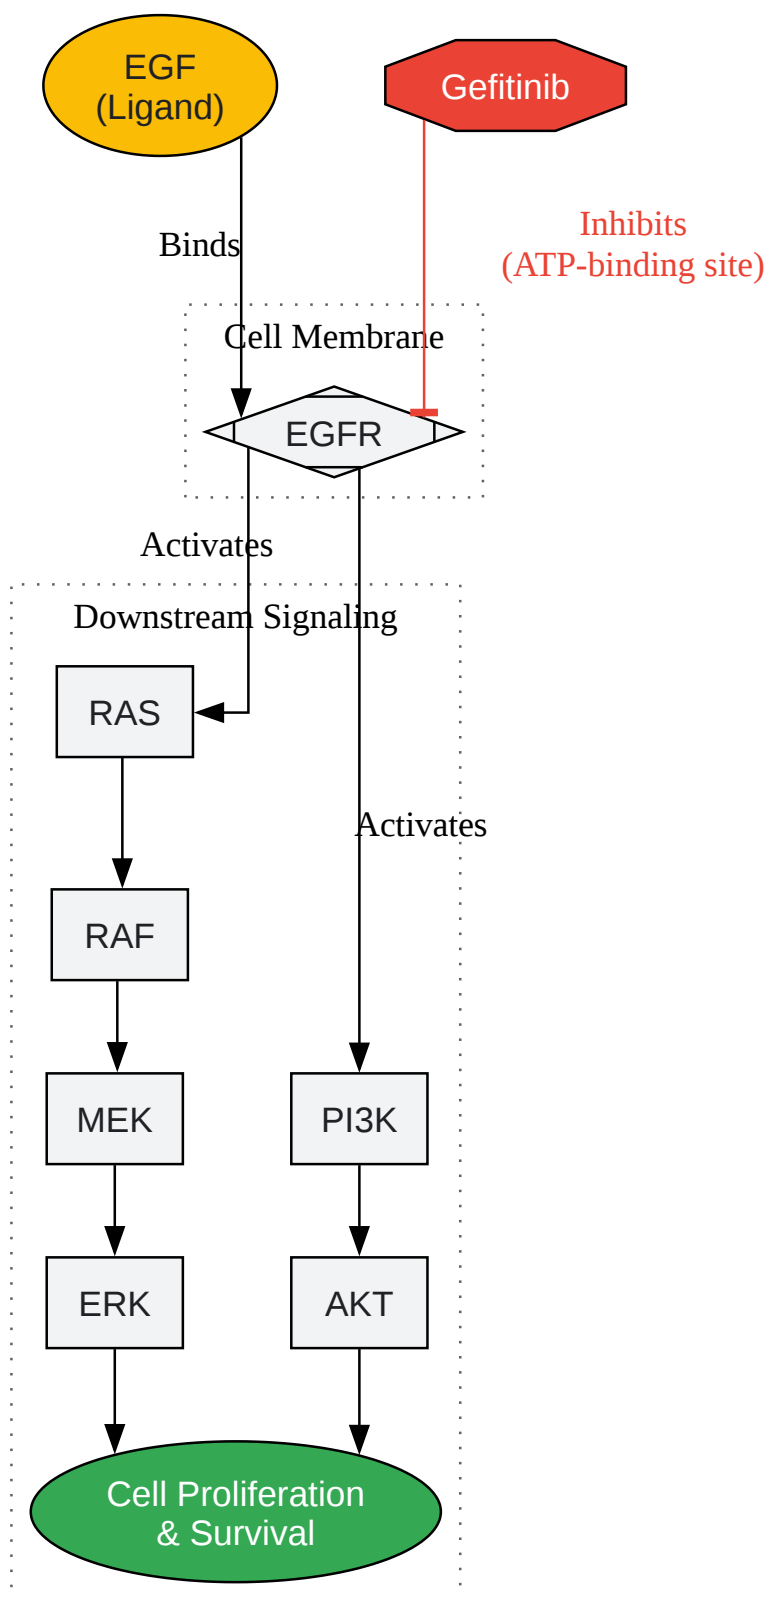 EGF
(Ligand)
Gefitinib
Binds
Inhibits
(ATP-binding site)
Cell Membrane
EGFR
Activates
Downstream Signaling
RAS
Activates
RAF
MEK
PI3K
ERK
AKT
Cell Proliferation
& Survival